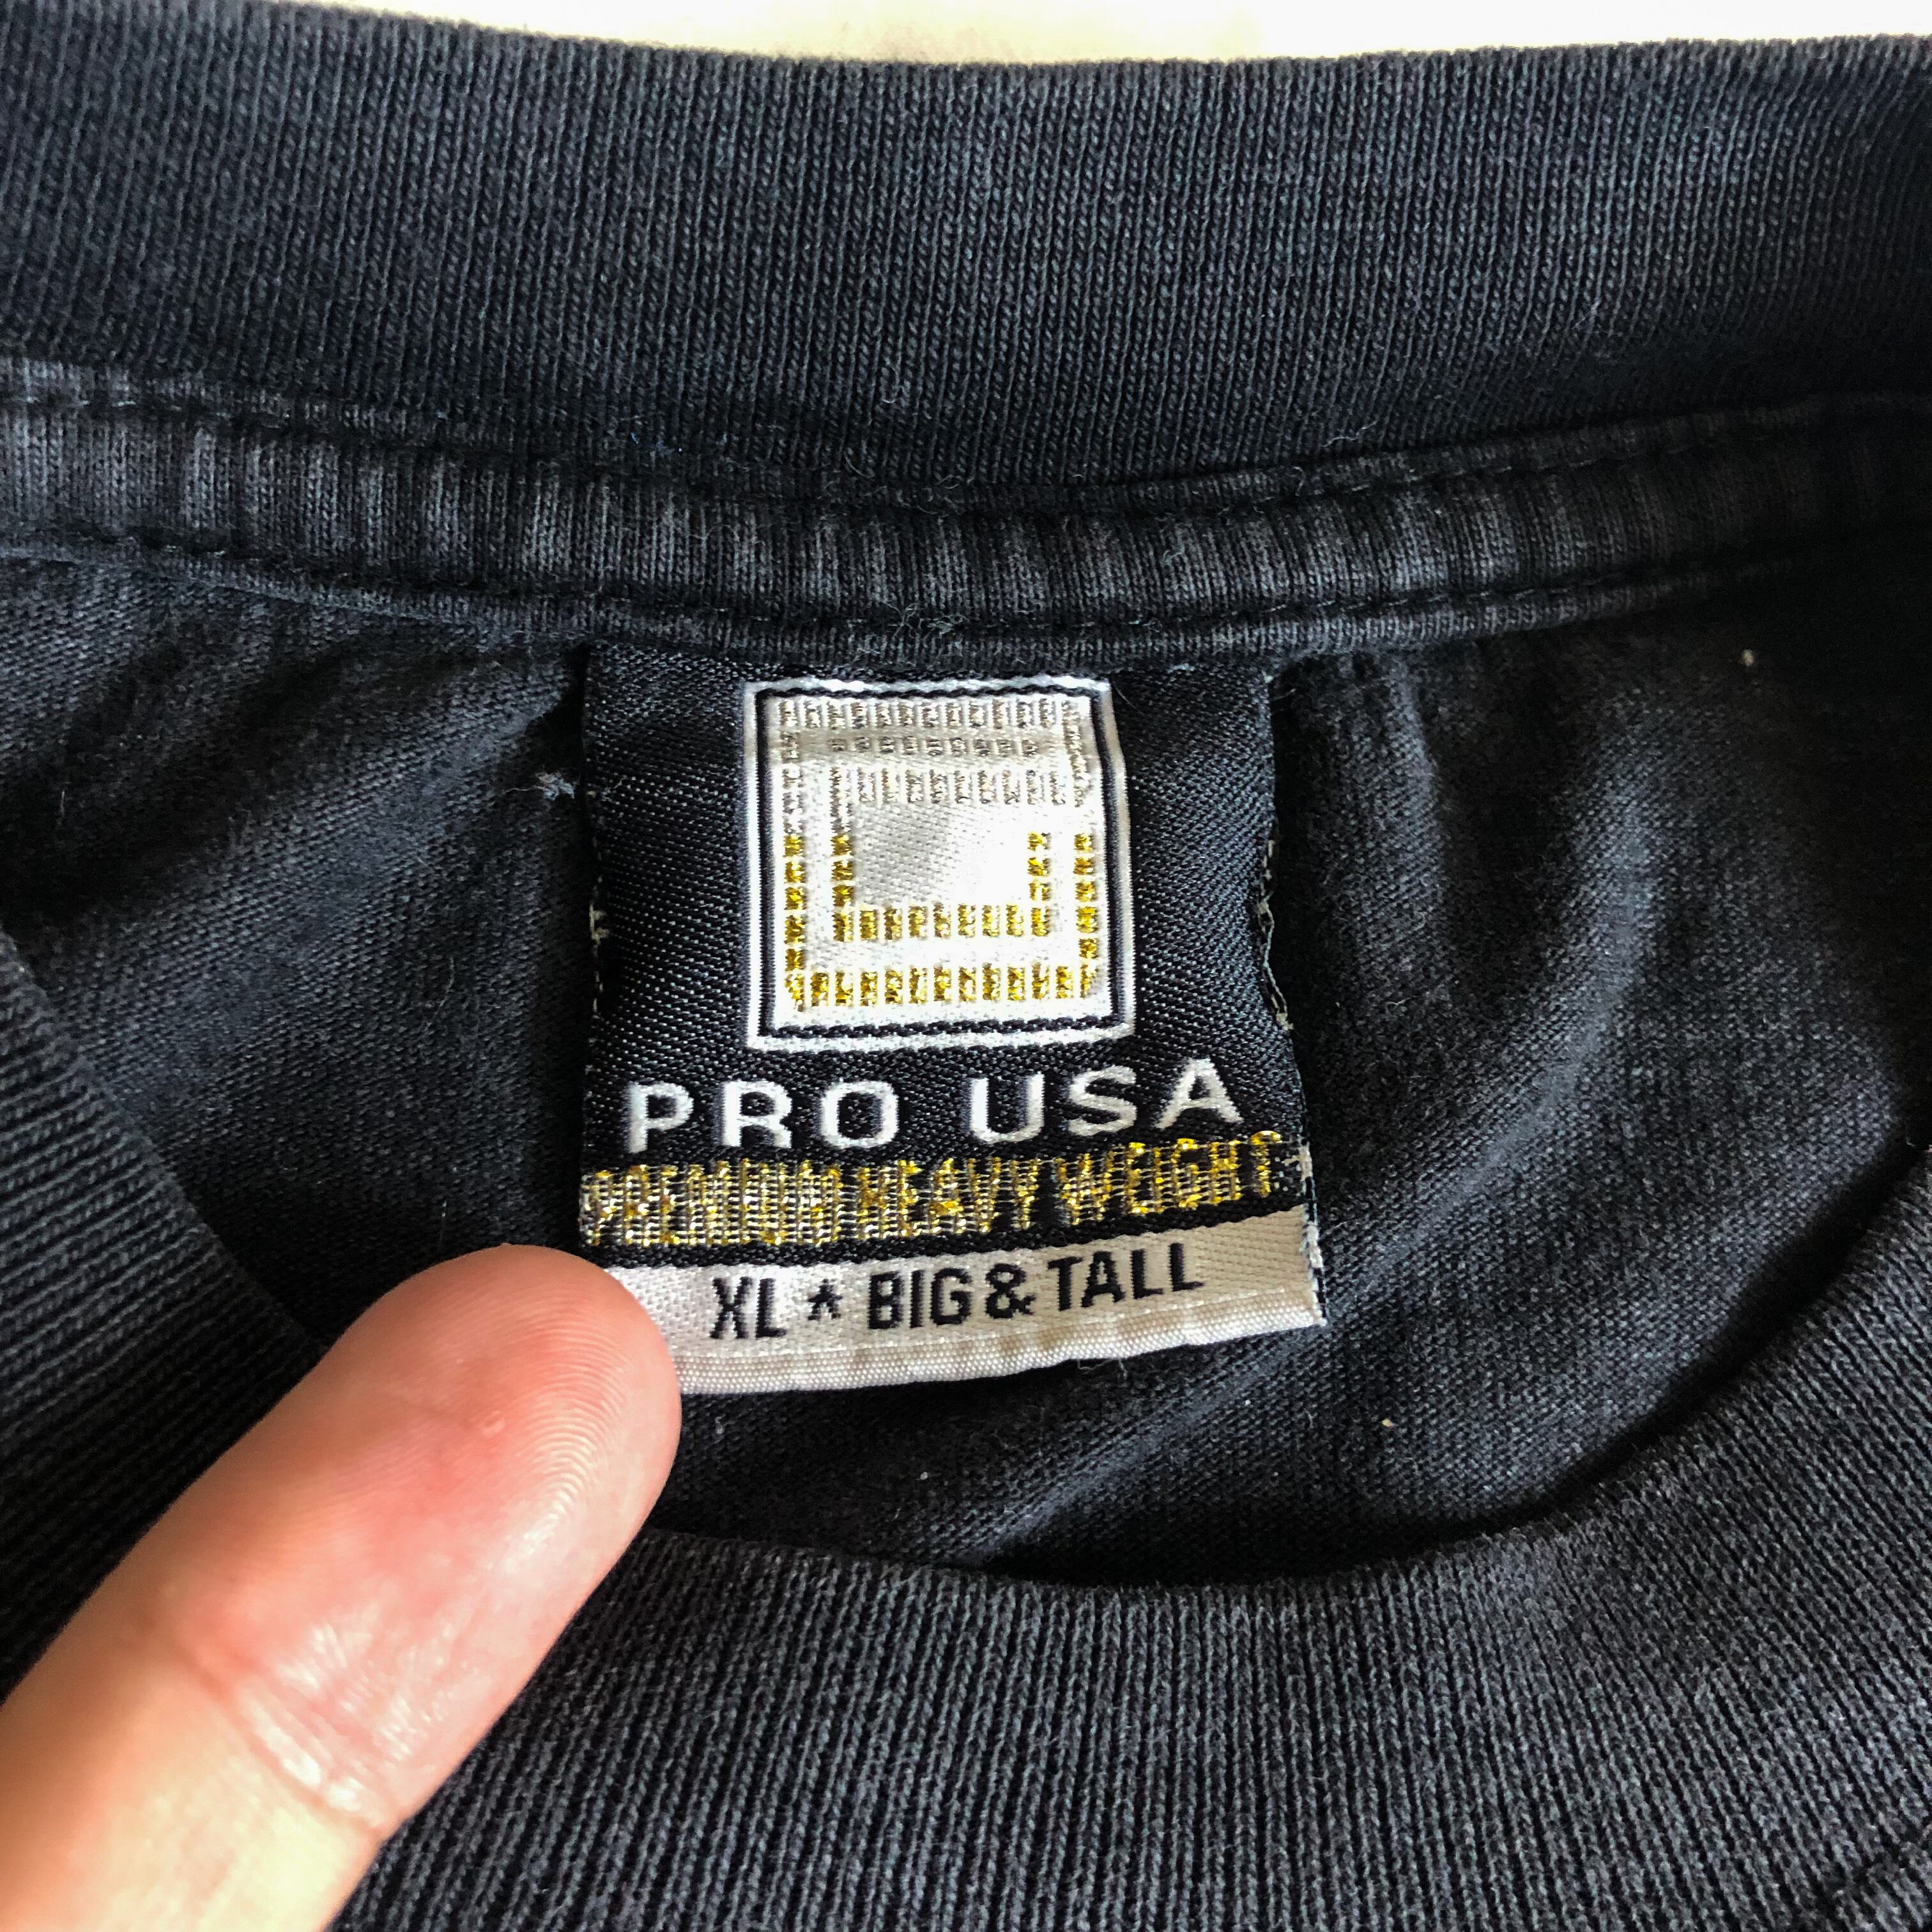 PRO USA
PREMIUM HEAVY WEIGHT
XL * BIG & TALL